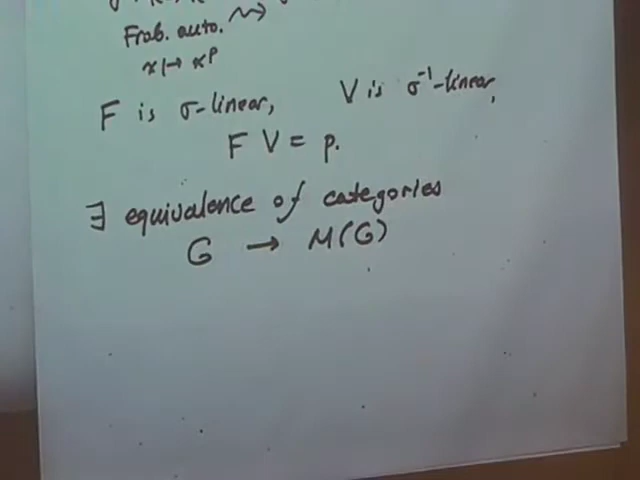 Frob. auto. ⇝
x ↦ x^p
F is σ-linear, V is σ^{-1}-linear,
F V = p.
∃ equivalence of categories
G → M(G)